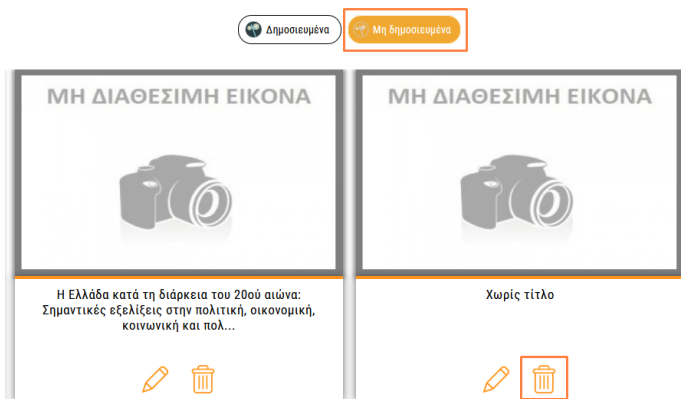 Δημοσιευμένα
Μη δημοσιευμένα
ΜΗ ΔΙΑΘΕΣΙΜΗ ΕΙΚΟΝΑ
ΜΗ ΔΙΑΘΕΣΙΜΗ ΕΙΚΟΝΑ
Η Ελλάδα κατά τη διάρκεια του 20ού αιώνα:
Σημαντικές εξελίξεις στην πολιτική, οικονομική,
κοινωνική και πολ...
Χωρίς τίτλο